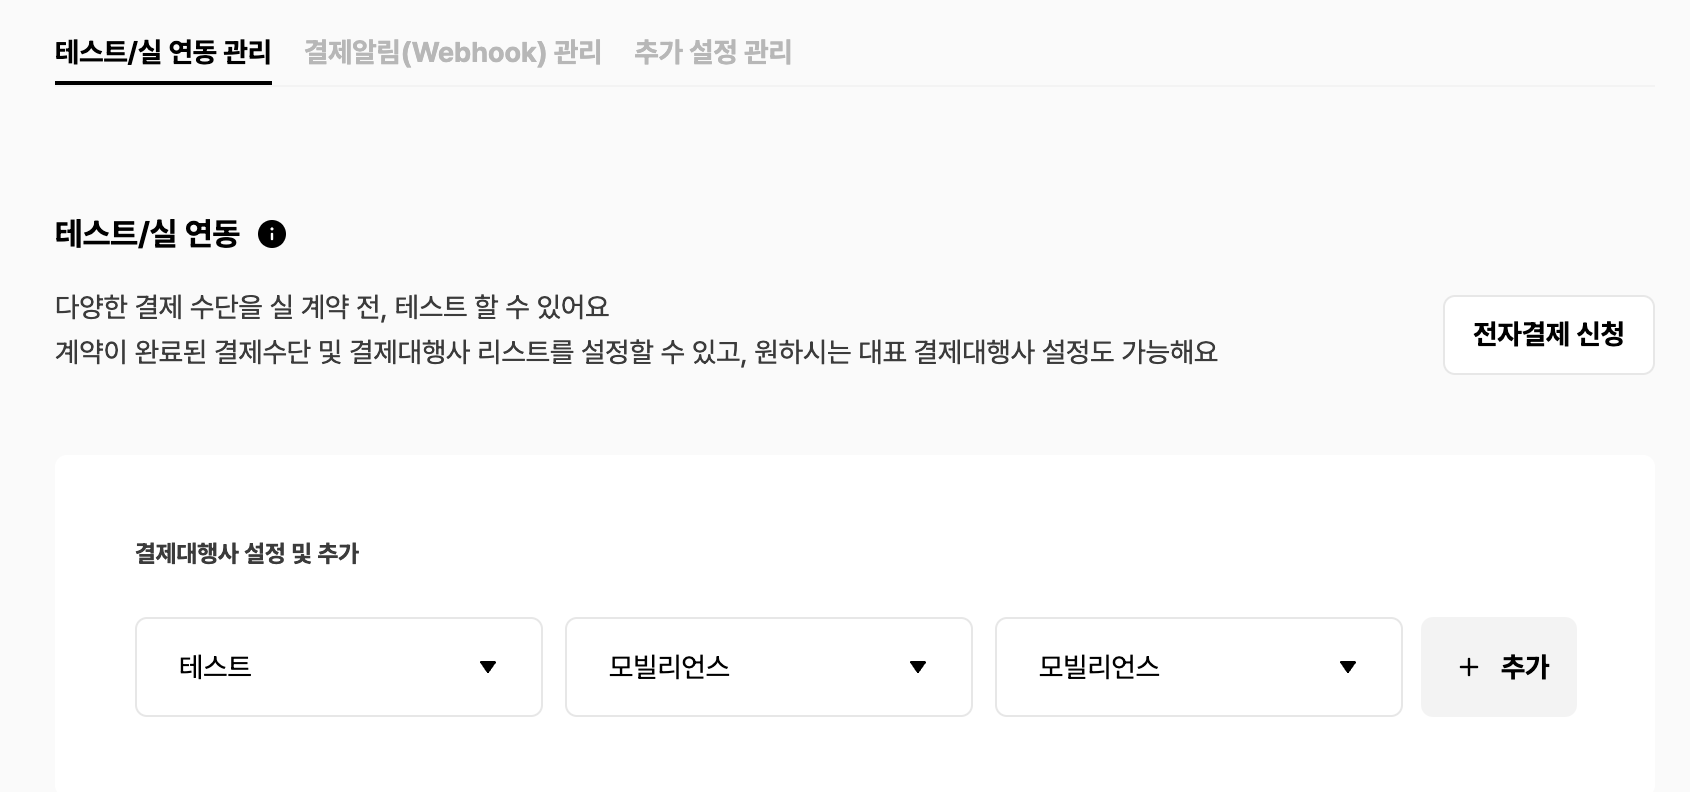 테스트/실 연동 관리 결제알림(Webhook) 관리 추가 설정 관리
테스트/실 연동
다양한 결제 수단을 실 계약 전, 테스트 할 수 있어요
계약이 완료된 결제수단 및 결제대행사 리스트를 설정할 수 있고, 원하시는 대표 결제대행사 설정도 가능해요
전자결제 신청
결제대행사 설정 및 추가
테스트 모빌리언스 모빌리언스 + 추가